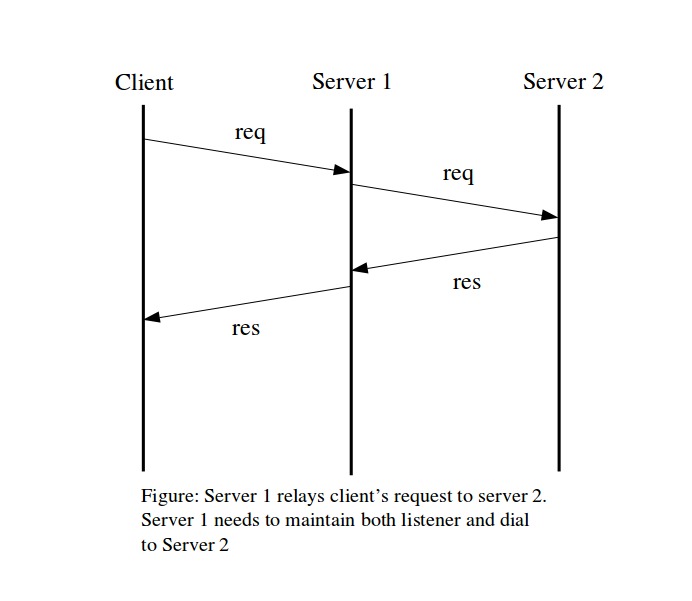 Client
Server 1
Server 2
req
req
res
res
Figure: Server 1 relays client’s request to server 2.
Server 1 needs to maintain both listener and dial
to Server 2